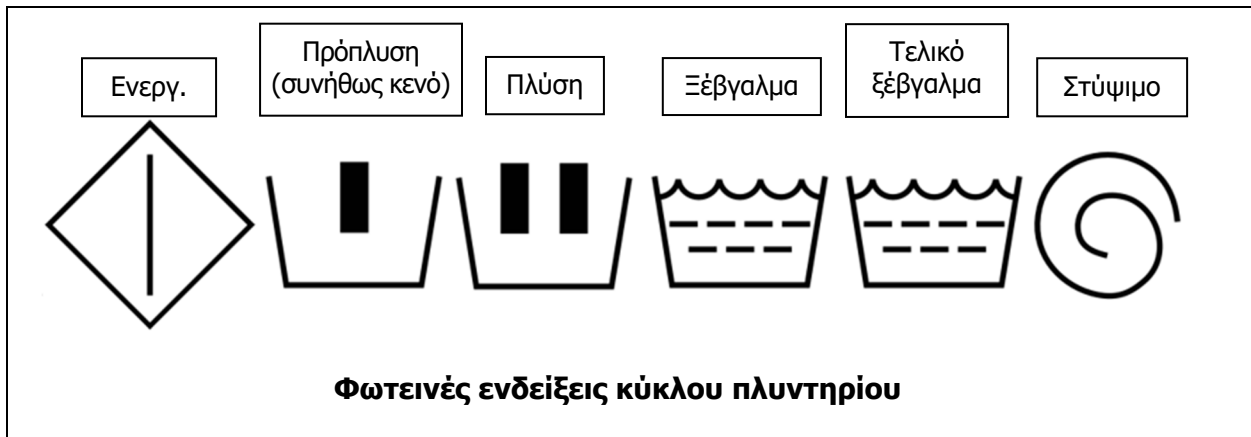 Ενεργ.
Πρόπλυση
(συνήθως κενό)
Πλύση
Ξέβγαλμα
Τελικό
ξέβγαλμα
Στύψιμο
Φωτεινές ενδείξεις κύκλου πλυντηρίου